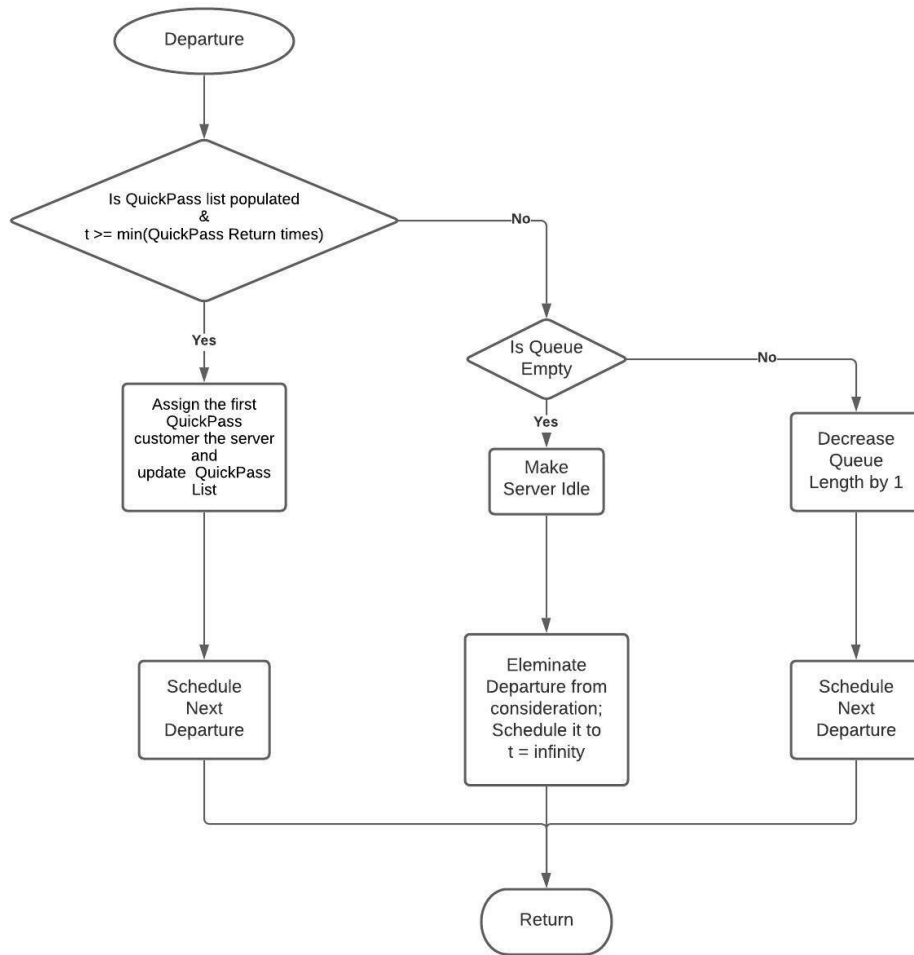 Departure
Is QuickPass list populated
&
t >= min(QuickPass Return times)
No
Yes
Is Queue
Empty
No
Yes
Assign the first
QuickPass
customer the server
and
update QuickPass
List
Make
Server Idle
Decrease
Queue
Length by 1
Schedule
Next
Departure
Eleminate
Departure from
consideration;
Schedule it to
t = infinity
Schedule
Next
Departure
Return